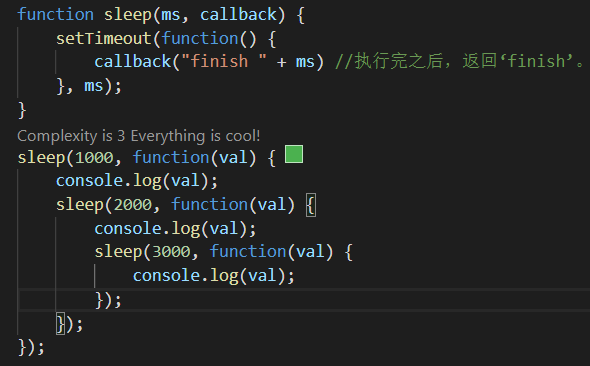 function sleep(ms, callback) {
    setTimeout(function() {
        callback("finish " + ms) //执行完之后，返回‘finish’。
    }, ms);
}
Complexity is 3 Everything is cool!
sleep(1000, function(val) {
    console.log(val);
    sleep(2000, function(val) {
        console.log(val);
        sleep(3000, function(val) {
            console.log(val);
        });
    });
});